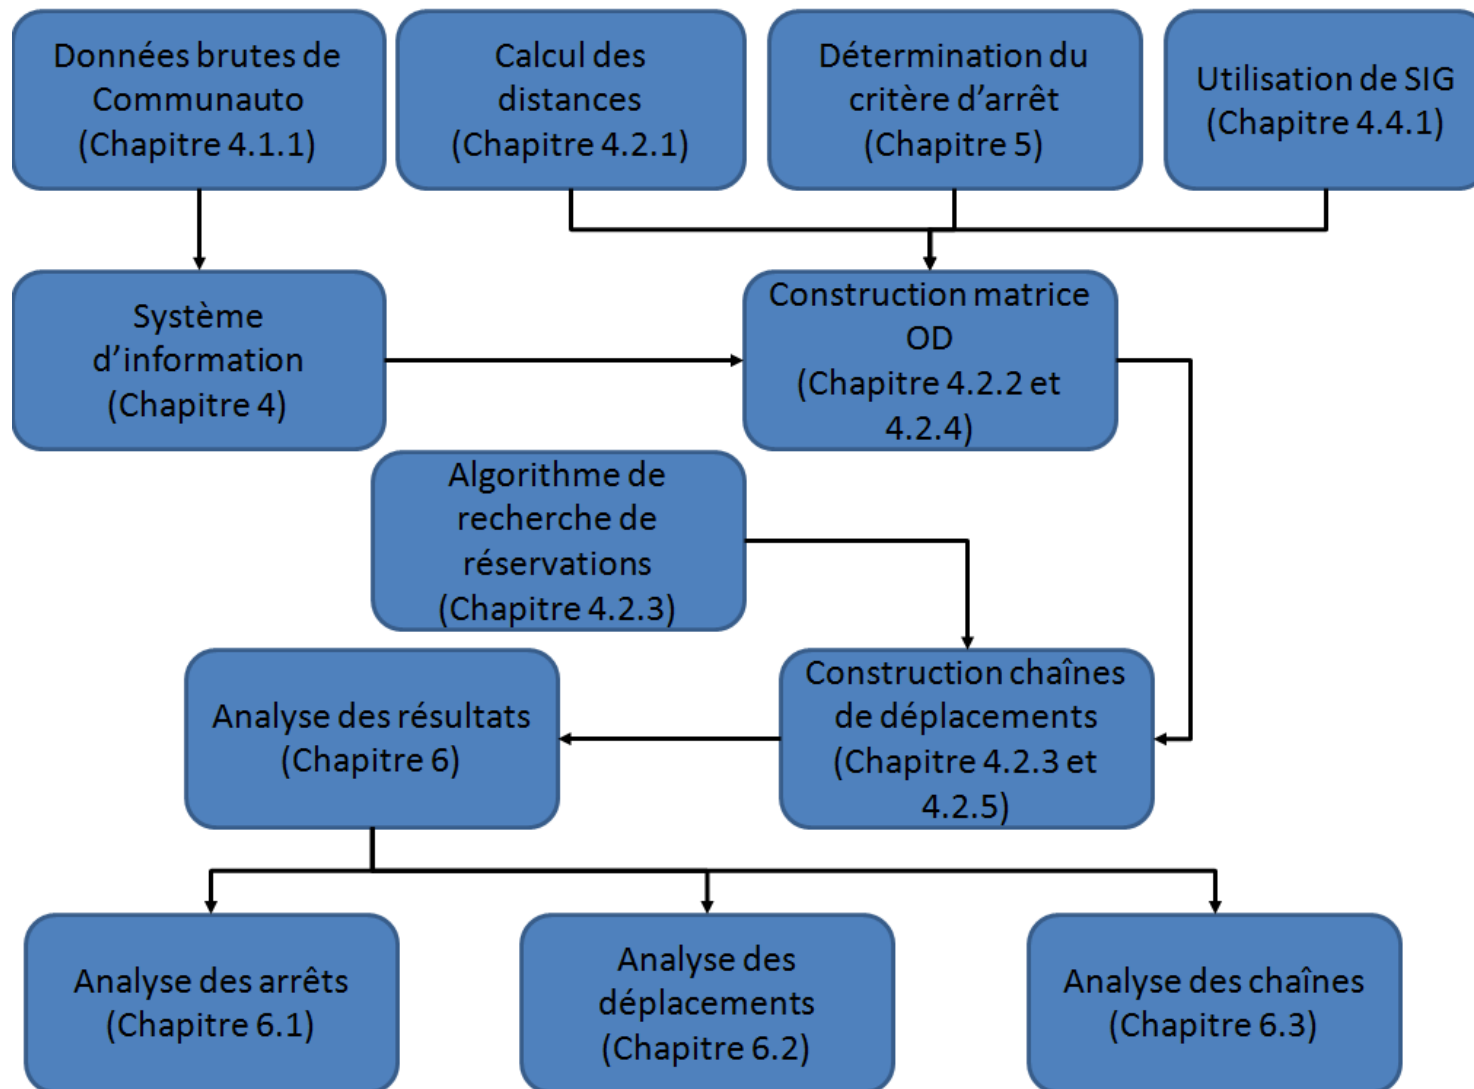 Données brutes de
Communauto
(Chapitre 4.1.1)
Calcul des
distances
(Chapitre 4.2.1)
Détermination du
critère d'arrêt
(Chapitre 5)
Utilisation de SIG
(Chapitre 4.4.1)
Système
d'information
(Chapitre 4)
Construction matrice
OD
(Chapitre 4.2.2 et
4.2.4)
Algorithme de
recherche de
réservations
(Chapitre 4.2.3)
Analyse des résultats
(Chapitre 6)
Construction chaînes
de déplacements
(Chapitre 4.2.3 et
4.2.5)
Analyse des arrêts
(Chapitre 6.1)
Analyse des
déplacements
(Chapitre 6.2)
Analyse des chaînes
(Chapitre 6.3)